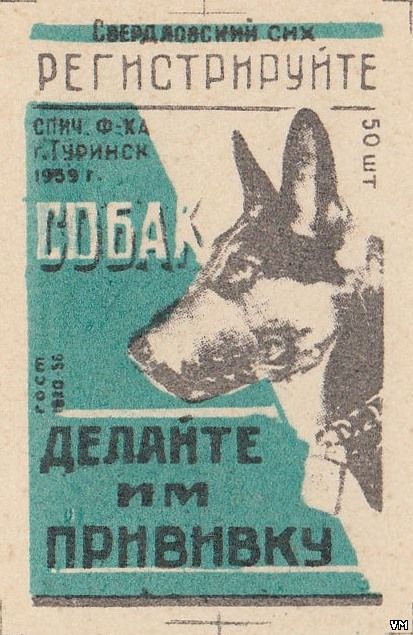 Свердловский снх
РЕГИСТРИРУЙТЕ
СПИЧ. Ф-КА
г. Туринск
1959 г.
50 шт
СОБАК
гост
1820-56
ДЕЛАЙТЕ
ИМ
ПРИВИВКУ
VM